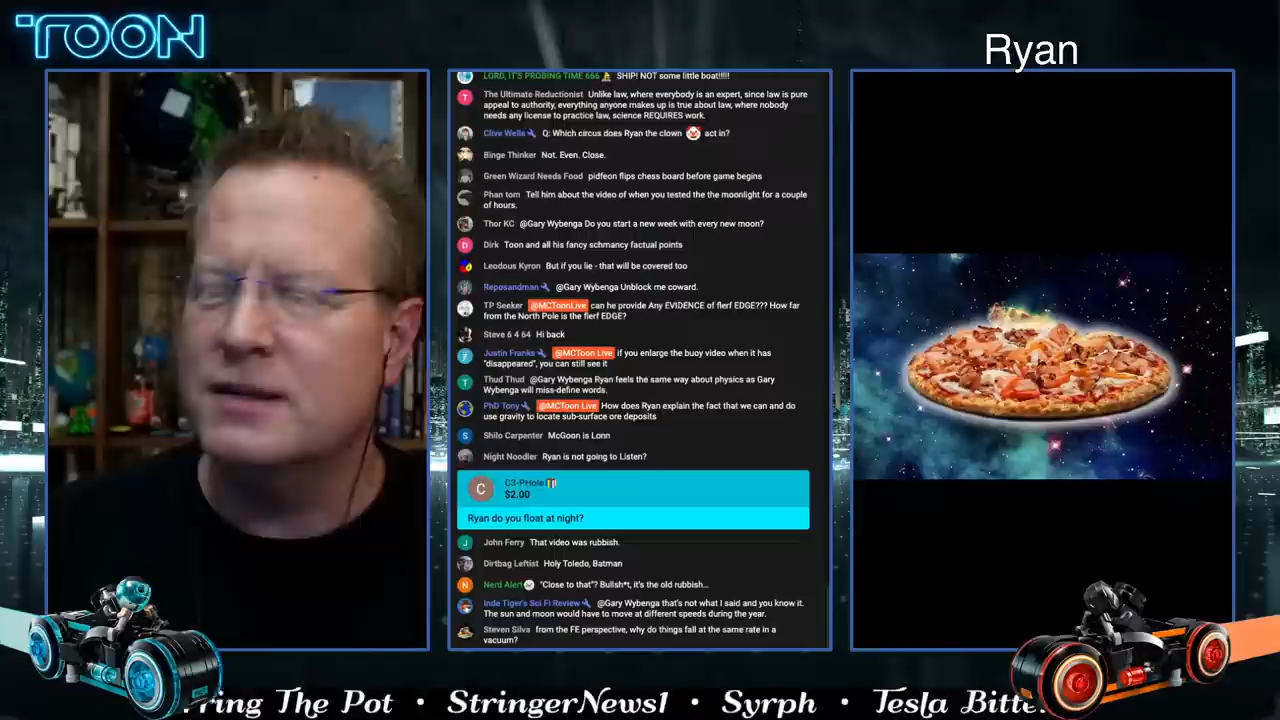 TOON
Ryan
LORD, IT'S PROBING TIME 666 SHIP! NOT some little boat!!!!!
The Ultimate Reductionist Unlike law, where everybody is an expert, since law is pure
appeal to authority, everything anyone makes up is true about law, where nobody
needs any license to practice law, science REQUIRES work.
Clive Wells Q: Which circus does Ryan the clown 🤡 act in?
Binge Thinker Not. Even. Close.
Green Wizard Needs Food pidfeon flips chess board before game begins
Phan tom Tell him about the video of when you tested the the moonlight for a couple
of hours.
Thor KC @Gary Wybenga Do you start a new week with every new moon?
D
Dirk Toon and all his fancy schmancy factual points
Leodous Kyron But if you lie - that will be covered too
Reposandman @Gary Wybenga Unblock me coward.
TP Seeker @MCToonLive can he provide Any EVIDENCE of flerf EDGE??? How far
from the North Pole is the flerf EDGE?
Steve 6 4 64 Hi back
Justin Franks @MCToon Live if you enlarge the buoy video when it has
"disappeared", you can still see it
T
Thud Thud @Gary Wybenga Ryan feels the same way about physics as Gary
Wybenga will miss-define words.
PhD Tony @MCToon Live How does Ryan explain the fact that we can and do
use gravity to locate sub-surface ore deposits
S
Shilo Carpenter McGoon is Lonn
Night Noodler Ryan is not going to Listen?
C
C3-PHole
$2.00
Ryan do you float at night?
J
John Ferry That video was rubbish.
Dirtbag Leftist Holy Toledo, Batman
N
Nerd Alert "Close to that"? Bullsh*t, it's the old rubbish...
Inde Tiger's Sci Fi Review @Gary Wybenga that's not what I said and you know it.
The sun and moon would have to move at different speeds during the year.
Steven Silva from the FE perspective, why do things fall at the same rate in a
vacuum?
rring The Pot • StringerNews1 • Syrph • Tesla Bitte